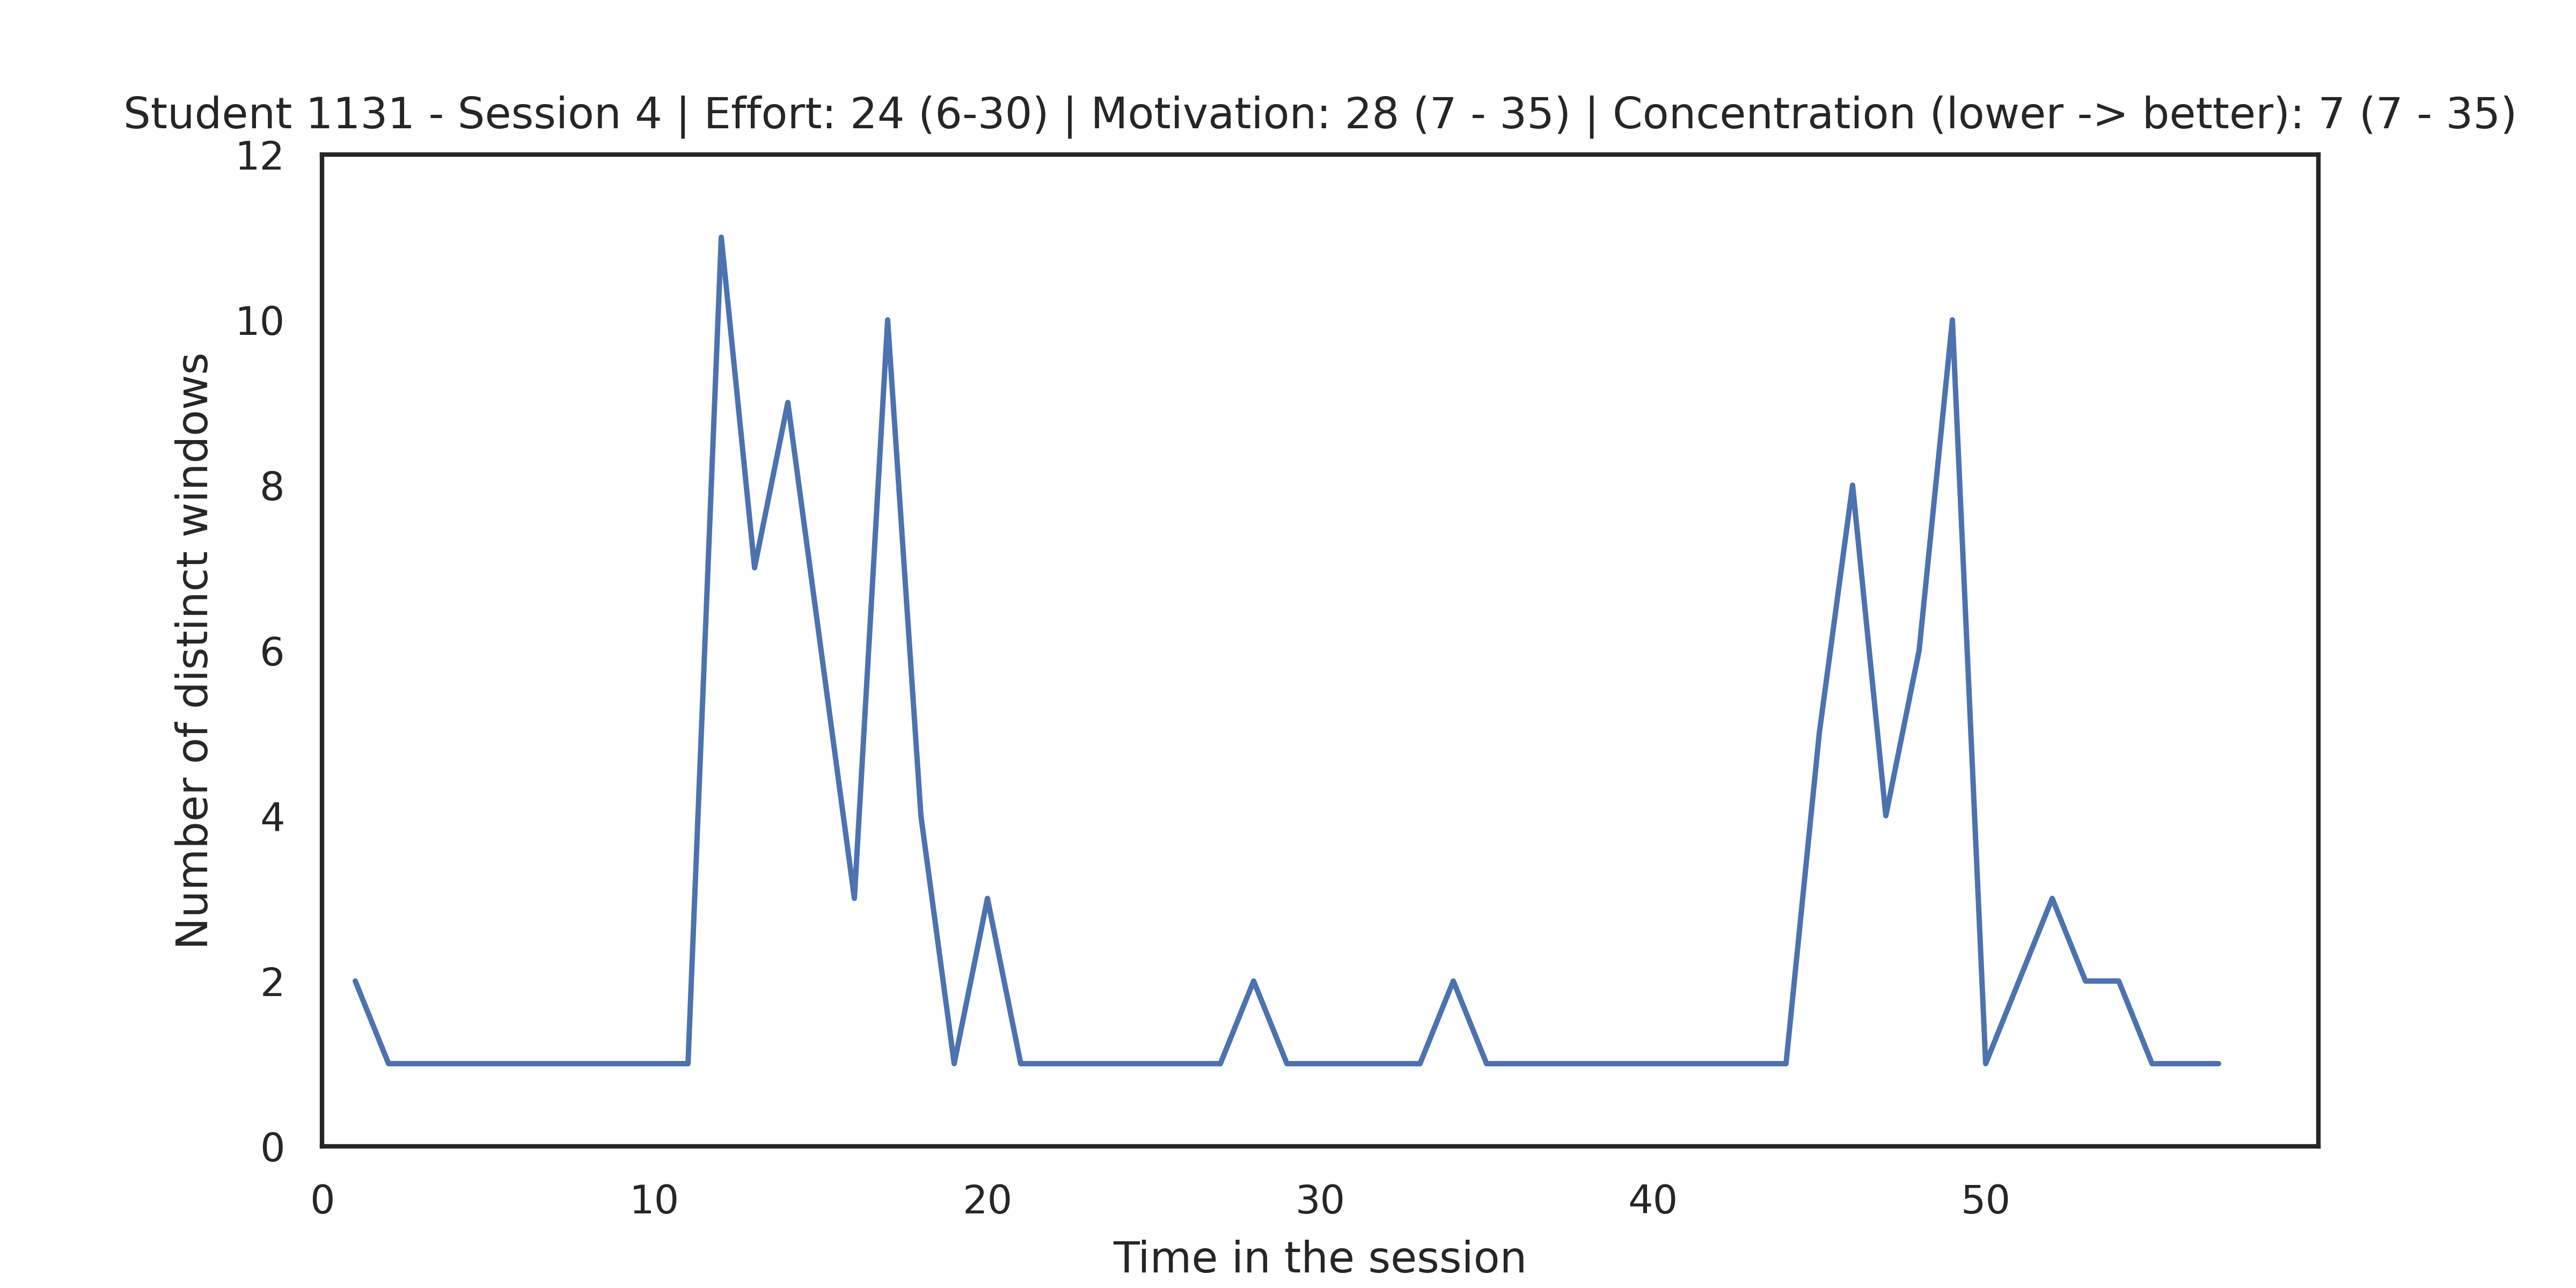 Student 1131 - Session 4 | Effort: 24 (6-30) | Motivation: 28 (7 - 35) | Concentration (lower -> better): 7 (7 - 35)
12
10
8
6
4
2
0
Number of distinct windows
0 10 20 30 40 50
Time in the session